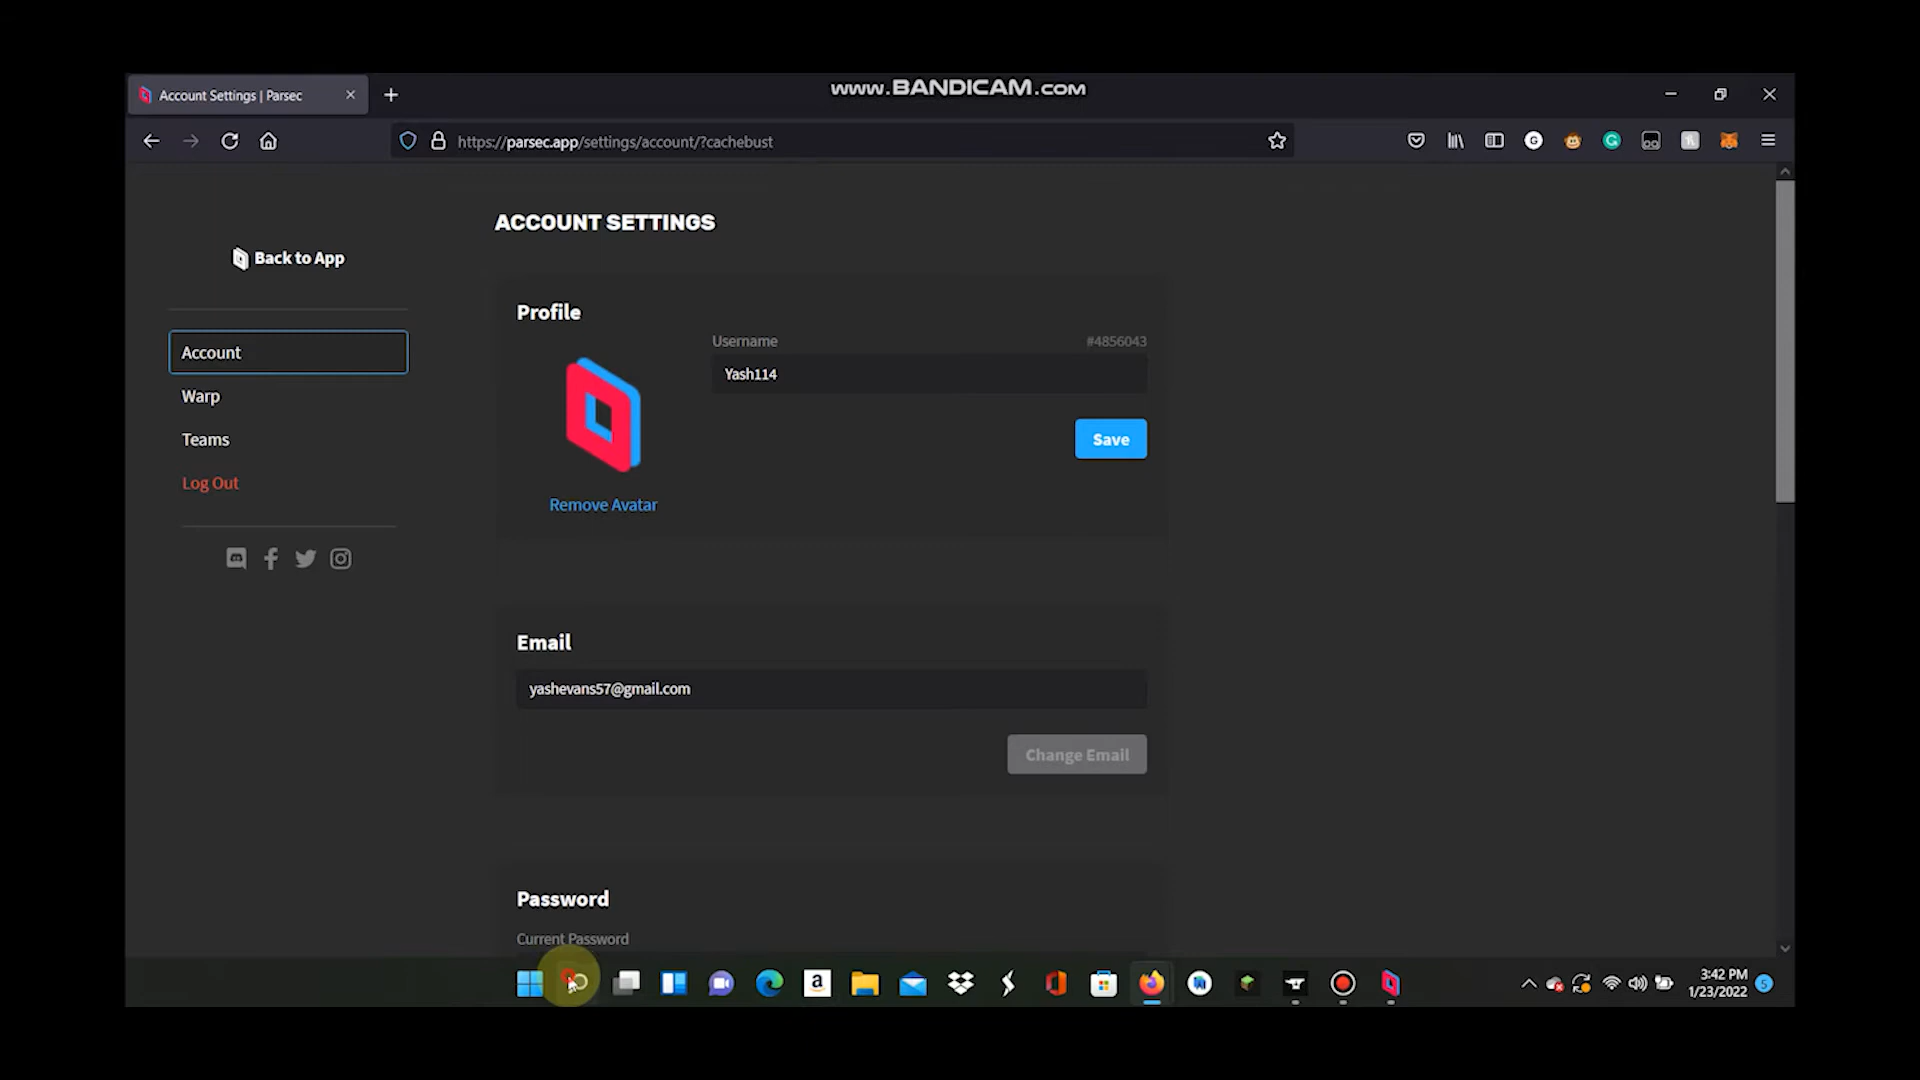 Account Settings | Parsec
www.BANDICAM.com
https://parsec.app/settings/account/?cachebust
ACCOUNT SETTINGS
Back to App
Account
Warp
Teams
Log Out
Profile
Username
#4856043
Yash114
Save
Remove Avatar
Email
yashevans57@gmail.com
Change Email
Password
Current Password
3:42 PM
1/23/2022
5